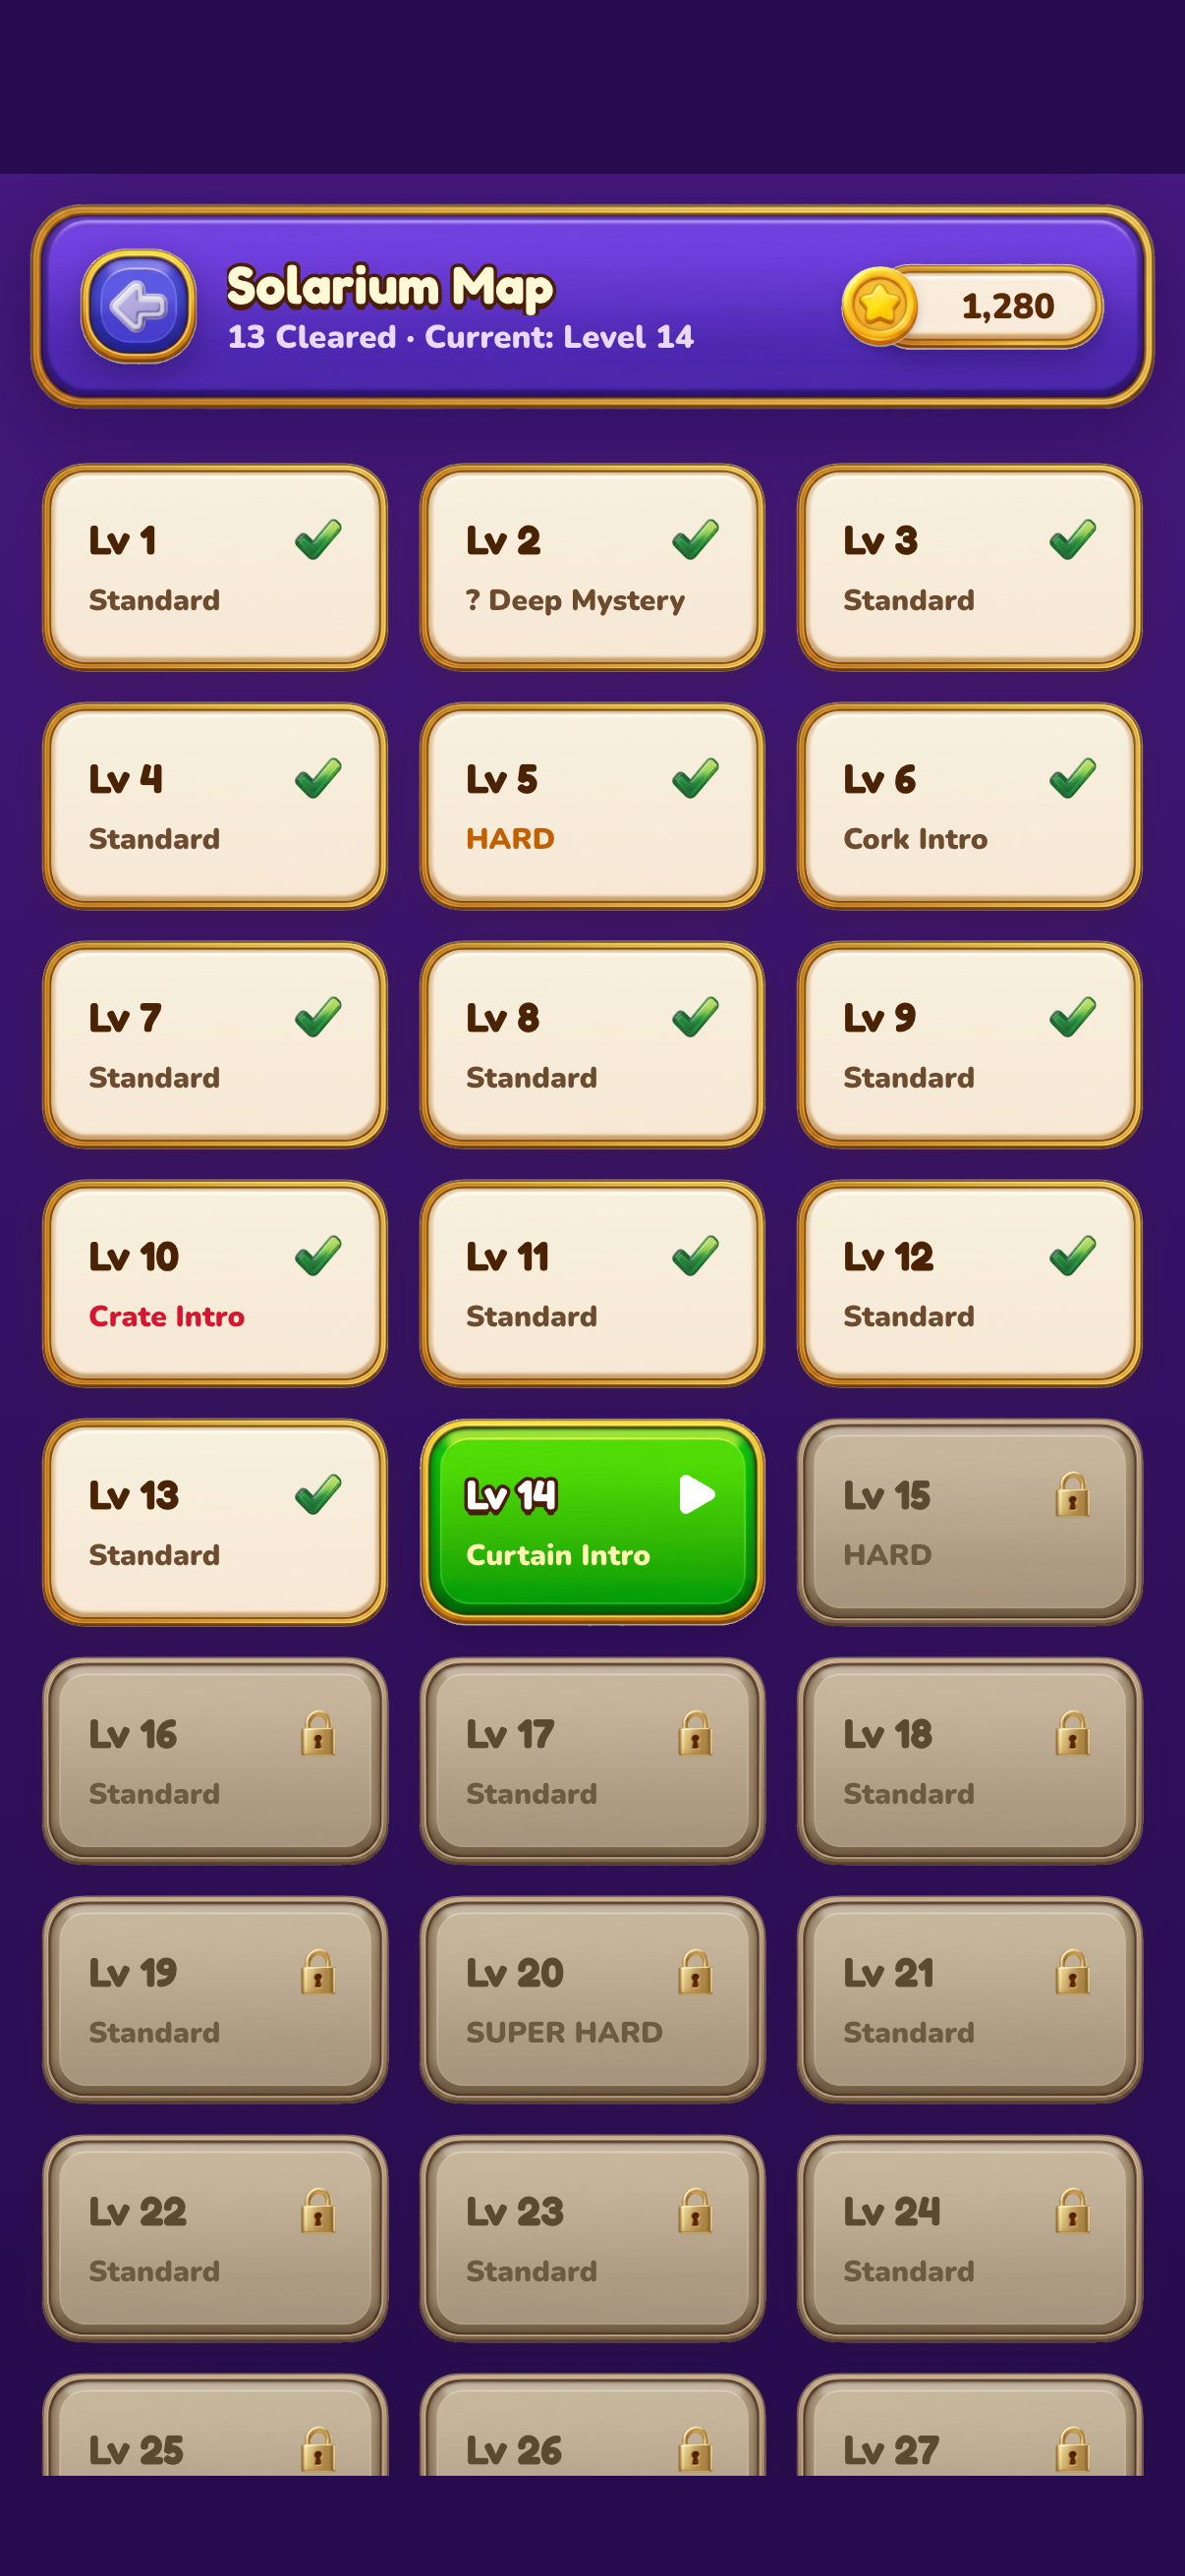 Solarium Map
13 Cleared · Current: Level 14
1,280
Lv 1
Standard
Lv 2
? Deep Mystery
Lv 3
Standard
Lv 4
Standard
Lv 5
HARD
Lv 6
Cork Intro
Lv 7
Standard
Lv 8
Standard
Lv 9
Standard
Lv 10
Crate Intro
Lv 11
Standard
Lv 12
Standard
Lv 13
Standard
Lv 14
Curtain Intro
Lv 15
HARD
Lv 16
Standard
Lv 17
Standard
Lv 18
Standard
Lv 19
Standard
Lv 20
SUPER HARD
Lv 21
Standard
Lv 22
Standard
Lv 23
Standard
Lv 24
Standard
Lv 25
Lv 26
Lv 27